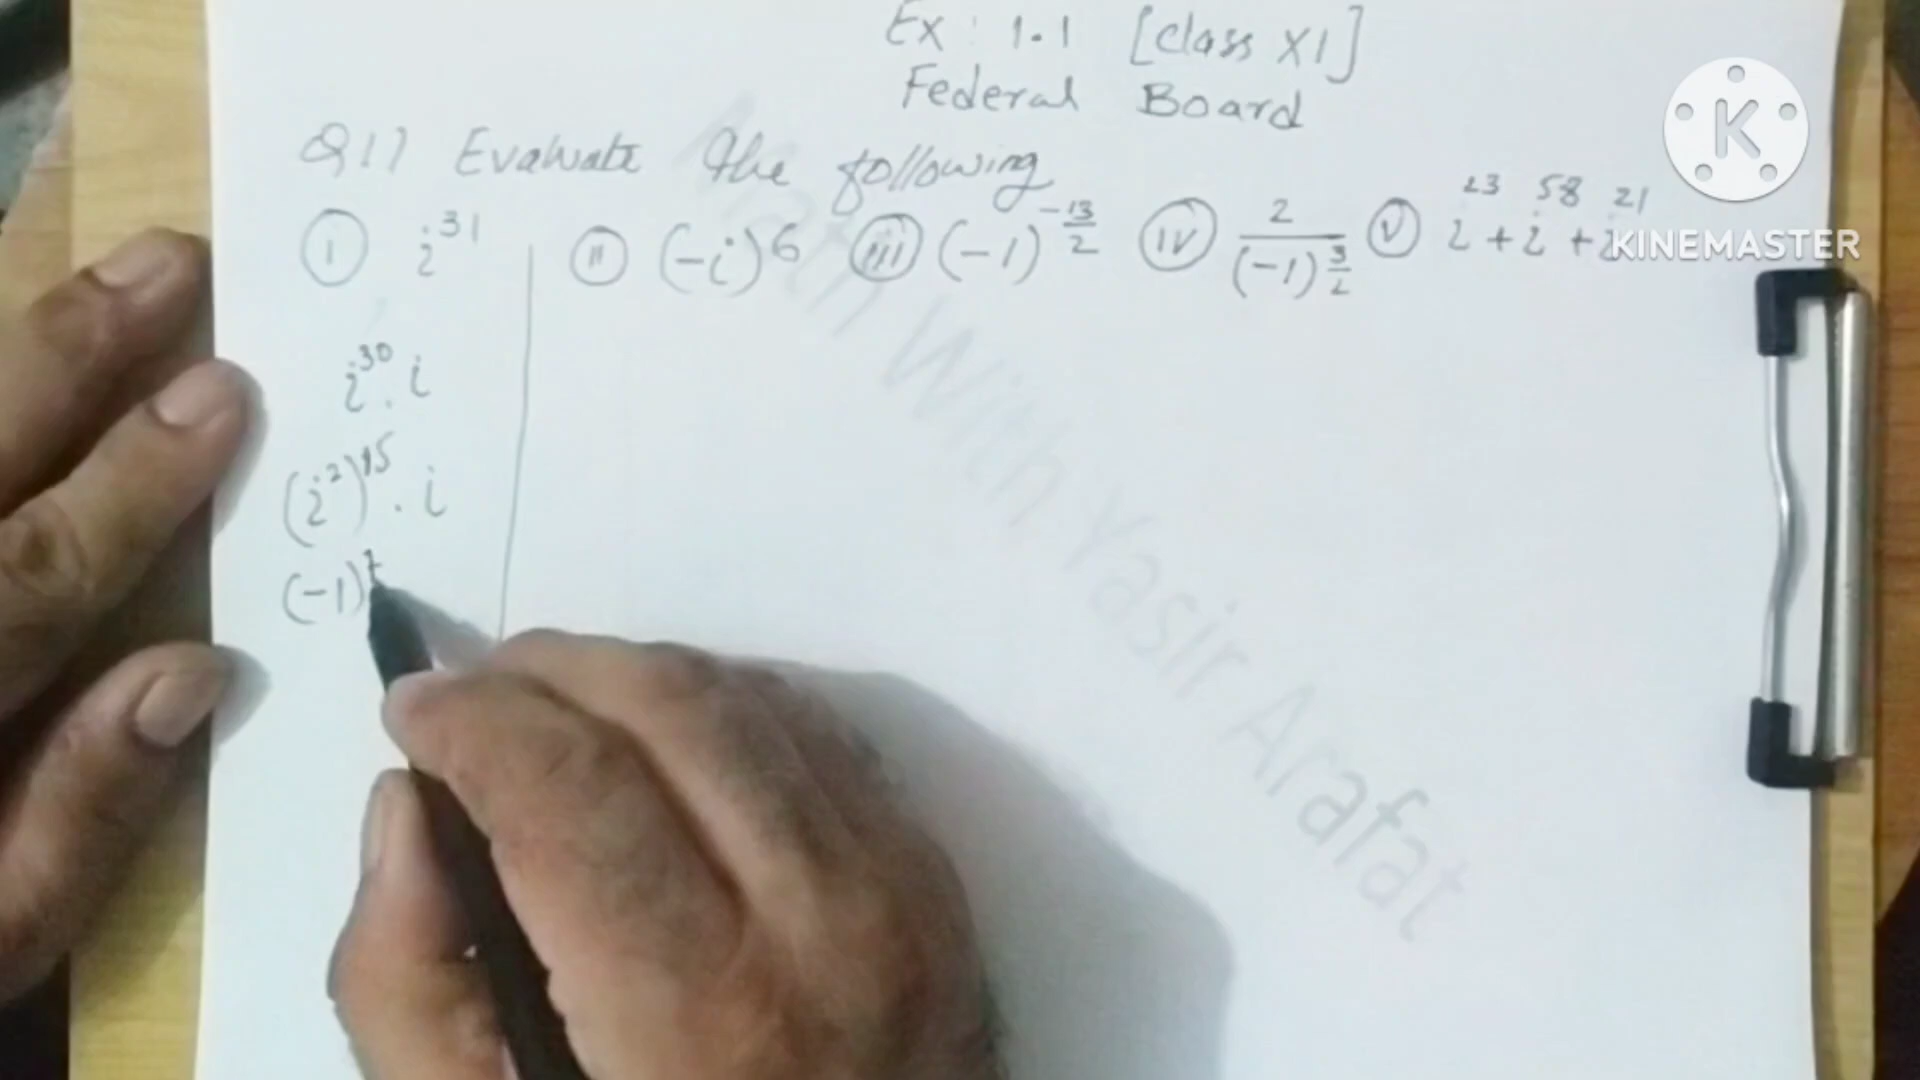 Ex: 1.1 [Class XI]
Federal Board
Q1) Evaluate the following
(i) i^31 (ii) (-i)^6 (iii) (-1)^-13/2 (iv) 2/(-1)^3/2 (v) i^23 + i^58 + i^21
i^30 . i
(i^2)^15 . i
(-1)
K
KINEMASTER
Math With Yasir Arafat